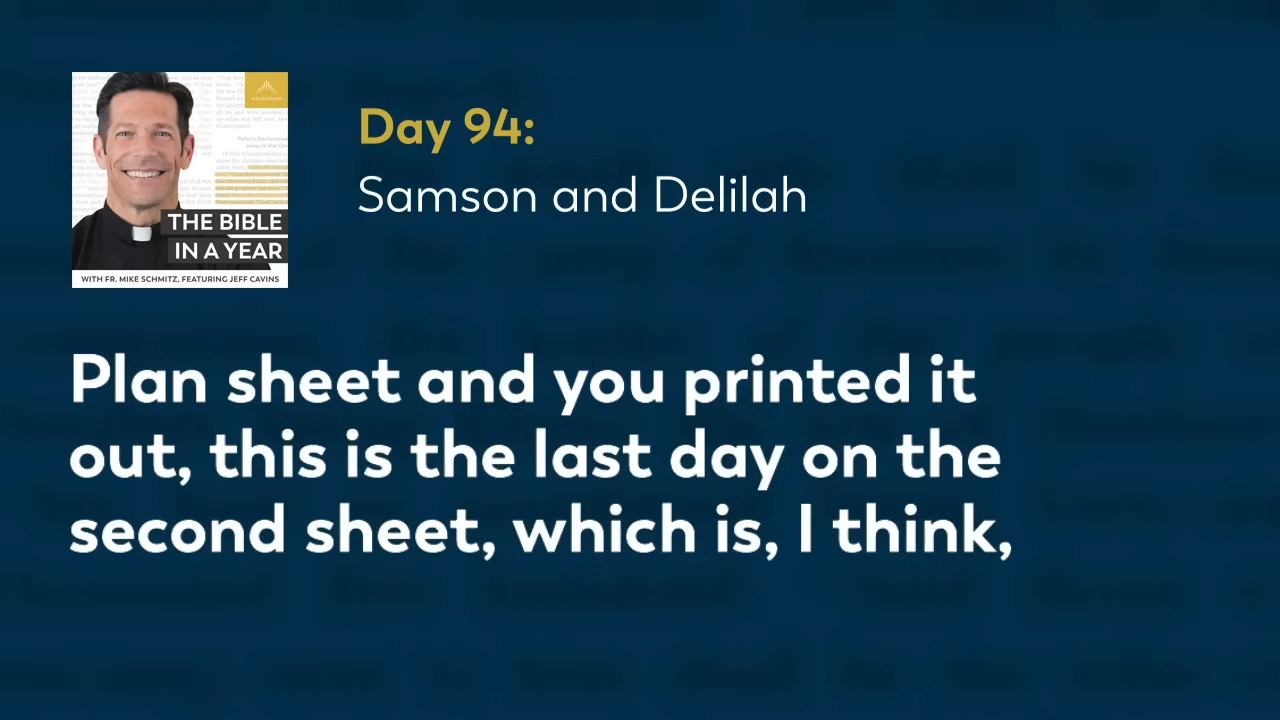 ASCENSION
THE BIBLE
IN A YEAR
WITH FR. MIKE SCHMITZ, FEATURING JEFF CAVINS
Day 94:
Samson and Delilah
Plan sheet and you printed it
out, this is the last day on the
second sheet, which is, I think,